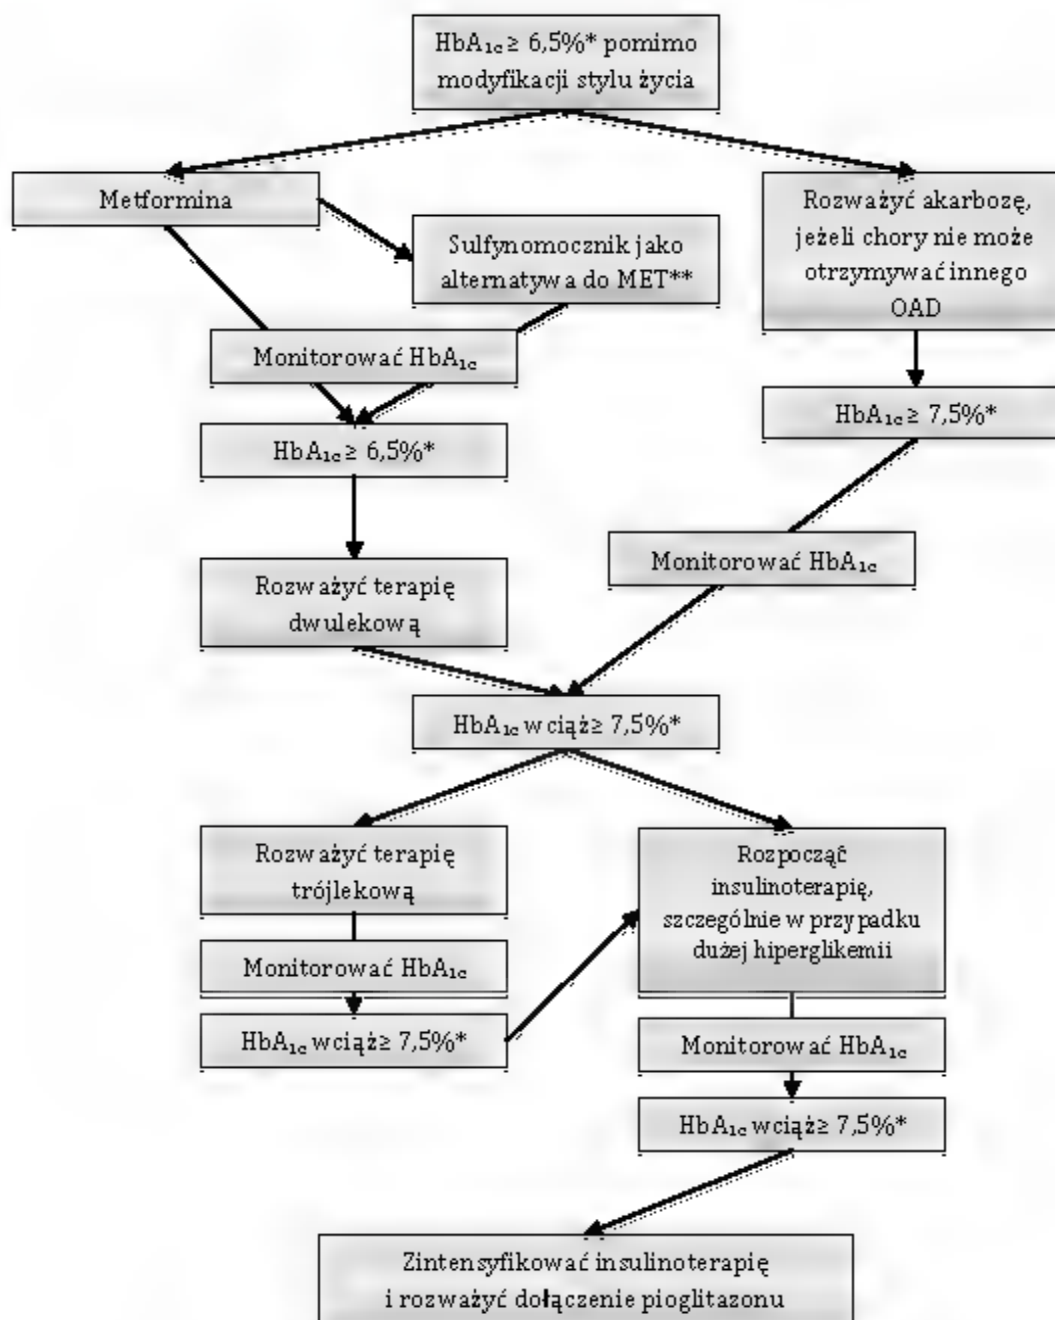 HbA₁c ≥ 6,5%* pomimo
modyfikacji stylu życia
Metformina
Sulfynomocznik jako
alternatywa do MET**
Rozważyć akarbozę,
jeżeli chory nie może
otrzymywać innego
OAD
Monitorować HbA₁c
HbA₁c ≥ 7,5%*
HbA₁c ≥ 6,5%*
Monitorować HbA₁c
Rozważyć terapię
dwulekową
HbA₁c wciąż ≥ 7,5%*
Rozważyć terapię
trójlekową
Monitorować HbA₁c
HbA₁c wciąż ≥ 7,5%*
Rozpocząć
insulinoterapię,
szczególnie w przypadku
dużej hiperglikemii
Monitorować HbA₁c
HbA₁c wciąż ≥ 7,5%*
Zintensyfikować insulinoterapię
i rozważyć dołączenie pioglitazonu